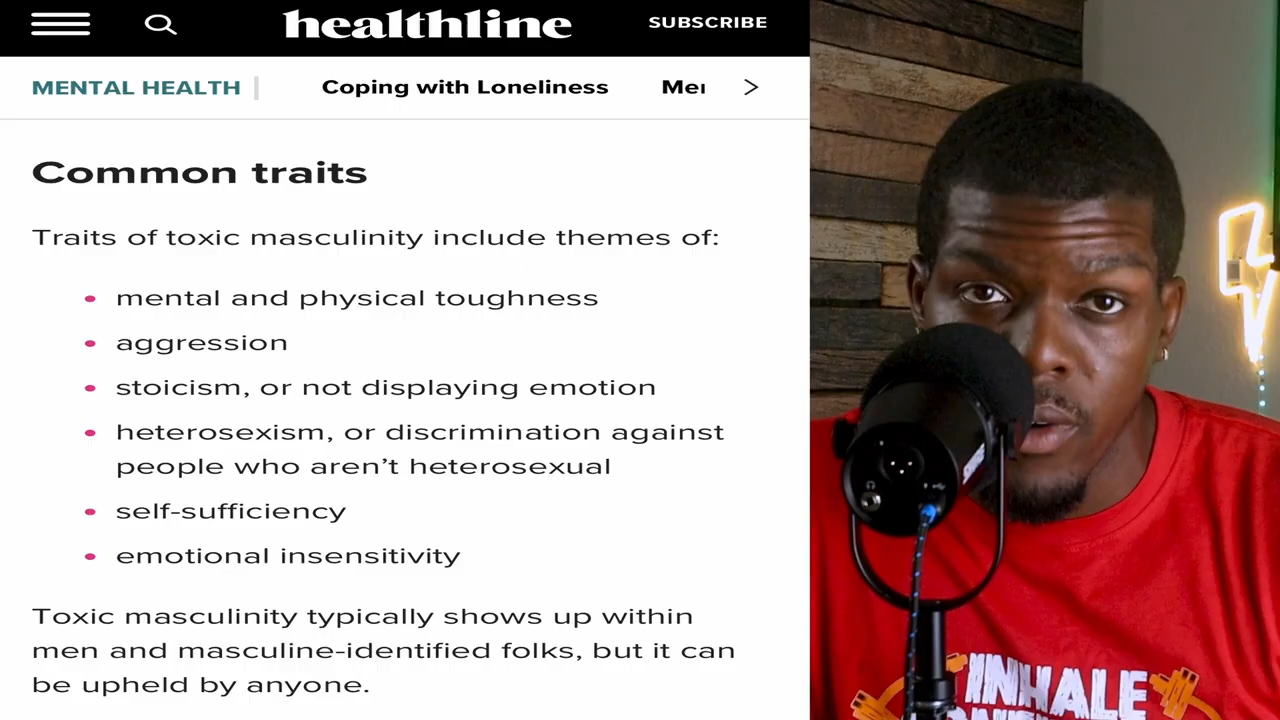 healthline
SUBSCRIBE
MENTAL HEALTH
Coping with Loneliness
Common traits
Traits of toxic masculinity include themes of:
mental and physical toughness
aggression
stoicism, or not displaying emotion
heterosexism, or discrimination against
people who aren’t heterosexual
self-sufficiency
emotional insensitivity
Toxic masculinity typically shows up within
men and masculine-identified folks, but it can
be upheld by anyone.
INHALE